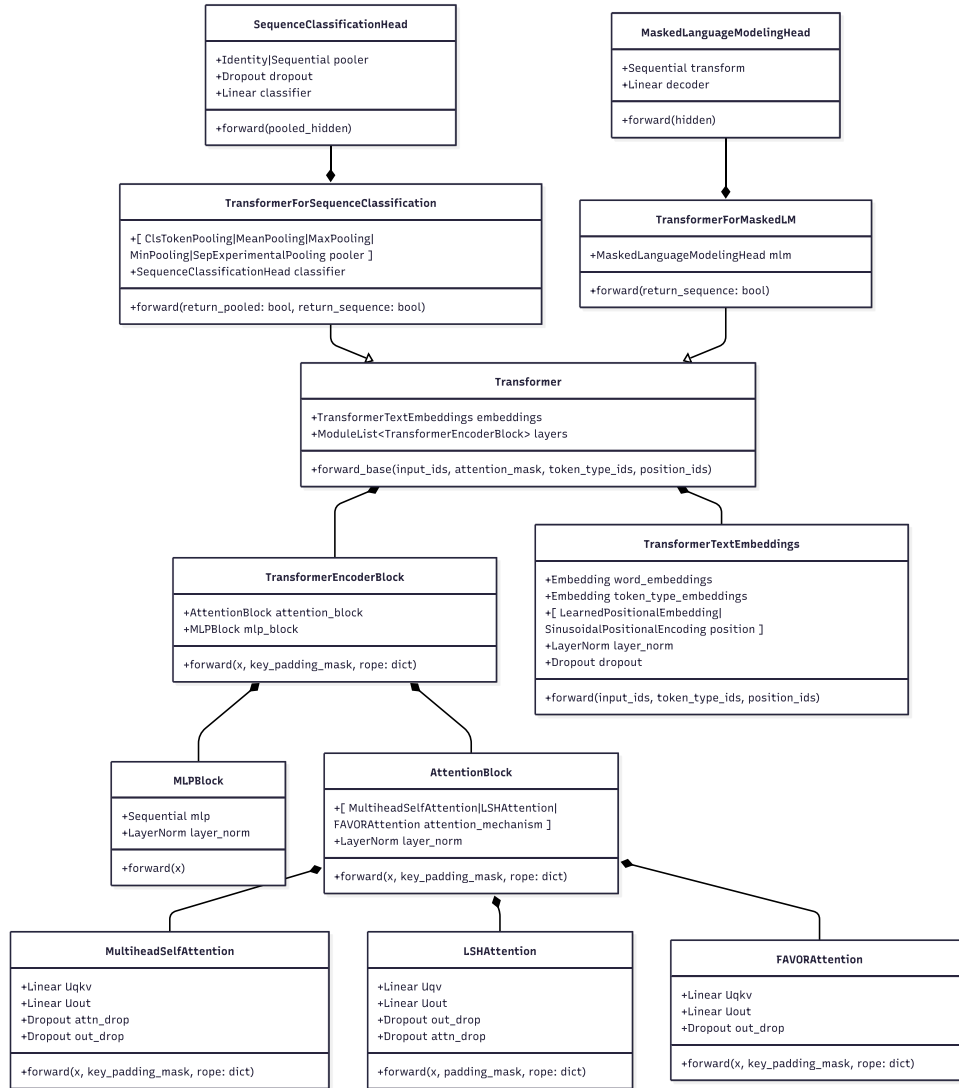 SequenceClassificationHead
+Identity|Sequential pooler
+Dropout dropout
+Linear classifier
+forward(pooled_hidden)
MaskedLanguageModelingHead
+Sequential transform
+Linear decoder
+forward(hidden)
TransformerForSequenceClassification
+[ ClsTokenPooling|MeanPooling|MaxPooling|
MinPooling|SepExperimentalPooling pooler ]
+SequenceClassificationHead classifier
+forward(return_pooled: bool, return_sequence: bool)
TransformerForMaskedLM
+MaskedLanguageModelingHead mlm
+forward(return_sequence: bool)
Transformer
+TransformerTextEmbeddings embeddings
+ModuleList<TransformerEncoderBlock> layers
+forward_base(input_ids, attention_mask, token_type_ids, position_ids)
TransformerEncoderBlock
+AttentionBlock attention_block
+MLPBlock mlp_block
+forward(x, key_padding_mask, rope: dict)
TransformerTextEmbeddings
+Embedding word_embeddings
+Embedding token_type_embeddings
+[ LearnedPositionalEmbedding|
SinusoidalPositionalEncoding position ]
+LayerNorm layer_norm
+Dropout dropout
+forward(input_ids, token_type_ids, position_ids)
MLPBlock
+Sequential mlp
+LayerNorm layer_norm
+forward(x)
AttentionBlock
+[ MultiheadSelfAttention|LSHAttention|
FAVORAttention attention_mechanism ]
+LayerNorm layer_norm
+forward(x, key_padding_mask, rope: dict)
MultiheadSelfAttention
+Linear Uqkv
+Linear Uout
+Dropout attn_drop
+Dropout out_drop
+forward(x, key_padding_mask, rope: dict)
LSHAttention
+Linear Uqv
+Linear Uout
+Dropout out_drop
+Dropout attn_drop
+forward(x, padding_mask, rope: dict)
FAVORAttention
+Linear Uqkv
+Linear Uout
+Dropout out_drop
+forward(x, key_padding_mask, rope: dict)